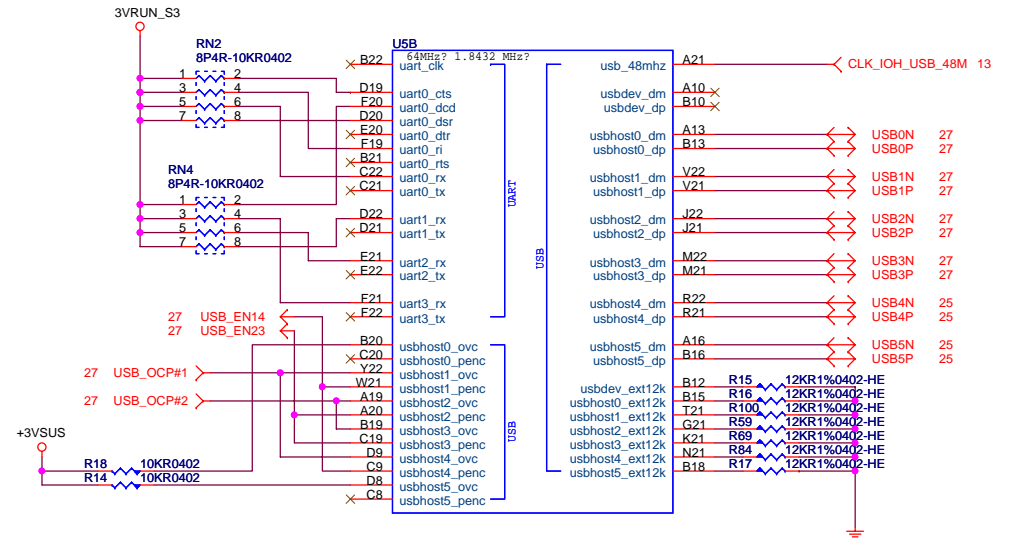 3VRUN_S3
RN2
8P4R-10KR0402
1 2
3 4
5 6
7 8
RN4
8P4R-10KR0402
1 2
3 4
5 6
7 8
27 USB_EN14
27 USB_EN23
27 USB_OCP#1
27 USB_OCP#2
+3VSUS
R18 10KR0402
R14 10KR0402
U5B
64MHz? 1.8432 MHz?
B22 uart_clk
D19 uart0_cts
F20 uart0_dcd
D20 uart0_dsr
E20 uart0_dtr
F19 uart0_ri
B21 uart0_rts
C22 uart0_rx
C21 uart0_tx
D22 uart1_rx
D21 uart1_tx
E21 uart2_rx
E22 uart2_tx
F21 uart3_rx
F22 uart3_tx
B20 usbhost0_ovc
C20 usbhost0_penc
Y22 usbhost1_ovc
W21 usbhost1_penc
A19 usbhost2_ovc
A20 usbhost2_penc
B19 usbhost3_ovc
C19 usbhost3_penc
D9 usbhost4_ovc
C9 usbhost4_penc
D8 usbhost5_ovc
C8 usbhost5_penc
UART
USB
USB
usb_48mhz A21 CLK_IOH_USB_48M 13
usbdev_dm A10
usbdev_dp B10
usbhost0_dm A13 USB0N 27
usbhost0_dp B13 USB0P 27
usbhost1_dm V22 USB1N 27
usbhost1_dp V21 USB1P 27
usbhost2_dm J22 USB2N 27
usbhost2_dp J21 USB2P 27
usbhost3_dm M22 USB3N 27
usbhost3_dp M21 USB3P 27
usbhost4_dm R22 USB4N 25
usbhost4_dp R21 USB4P 25
usbhost5_dm A16 USB5N 25
usbhost5_dp B16 USB5P 25
usbdev_ext12k B12 R15 12KR1%0402-HE
usbhost0_ext12k B15 R16 12KR1%0402-HE
usbhost1_ext12k T21 R100 12KR1%0402-HE
usbhost2_ext12k G21 R59 12KR1%0402-HE
usbhost3_ext12k K21 R69 12KR1%0402-HE
usbhost4_ext12k N21 R84 12KR1%0402-HE
usbhost5_ext12k B18 R17 12KR1%0402-HE